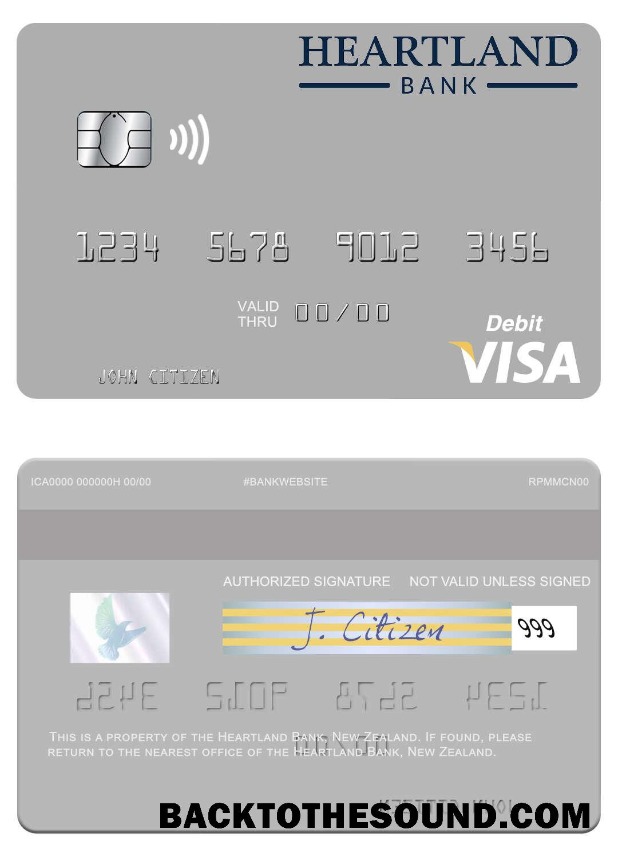 HEARTLAND
BANK
1234 5678 9012 3456
VALID
THRU
00/00
Debit
VISA
JOHN CITIZEN
ICA0000 000000H 00/00 #BANKWEBSITE RPMMCN00
AUTHORIZED SIGNATURE NOT VALID UNLESS SIGNED
J. Citizen 999
THIS IS A PROPERTY OF THE HEARTLAND BANK, NEW ZEALAND. IF FOUND, PLEASE
RETURN TO THE NEAREST OFFICE OF THE HEARTLAND BANK, NEW ZEALAND.
BACKTOTHESOUND.COM